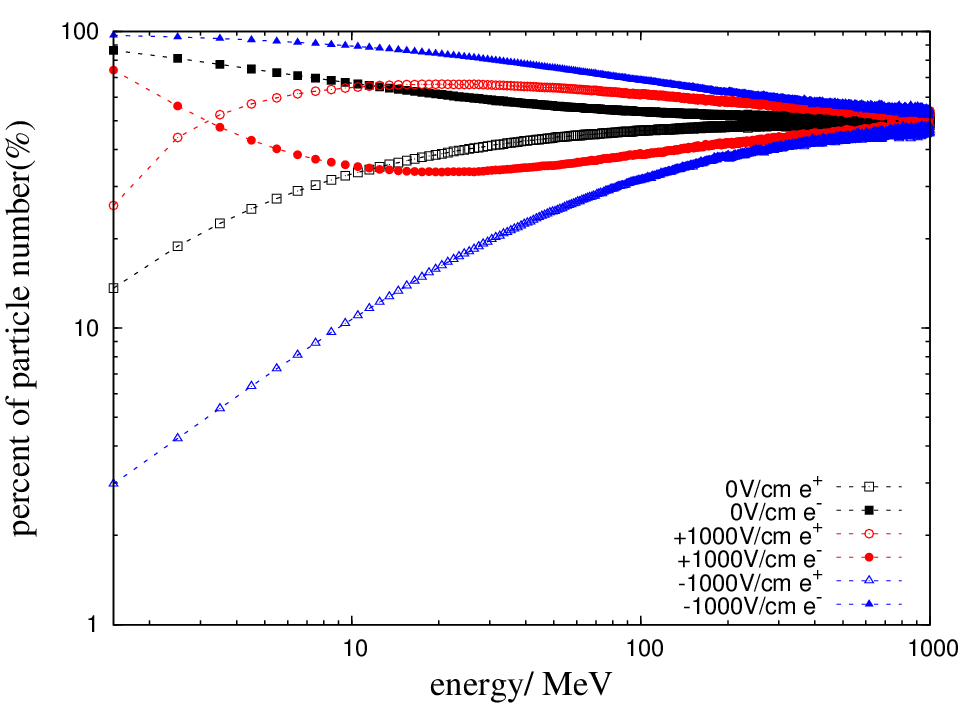 100
10
1
percent of particle number(%)
10
100
1000
energy/ MeV
0V/cm e+
0V/cm e-
+1000V/cm e+
+1000V/cm e-
-1000V/cm e+
-1000V/cm e-